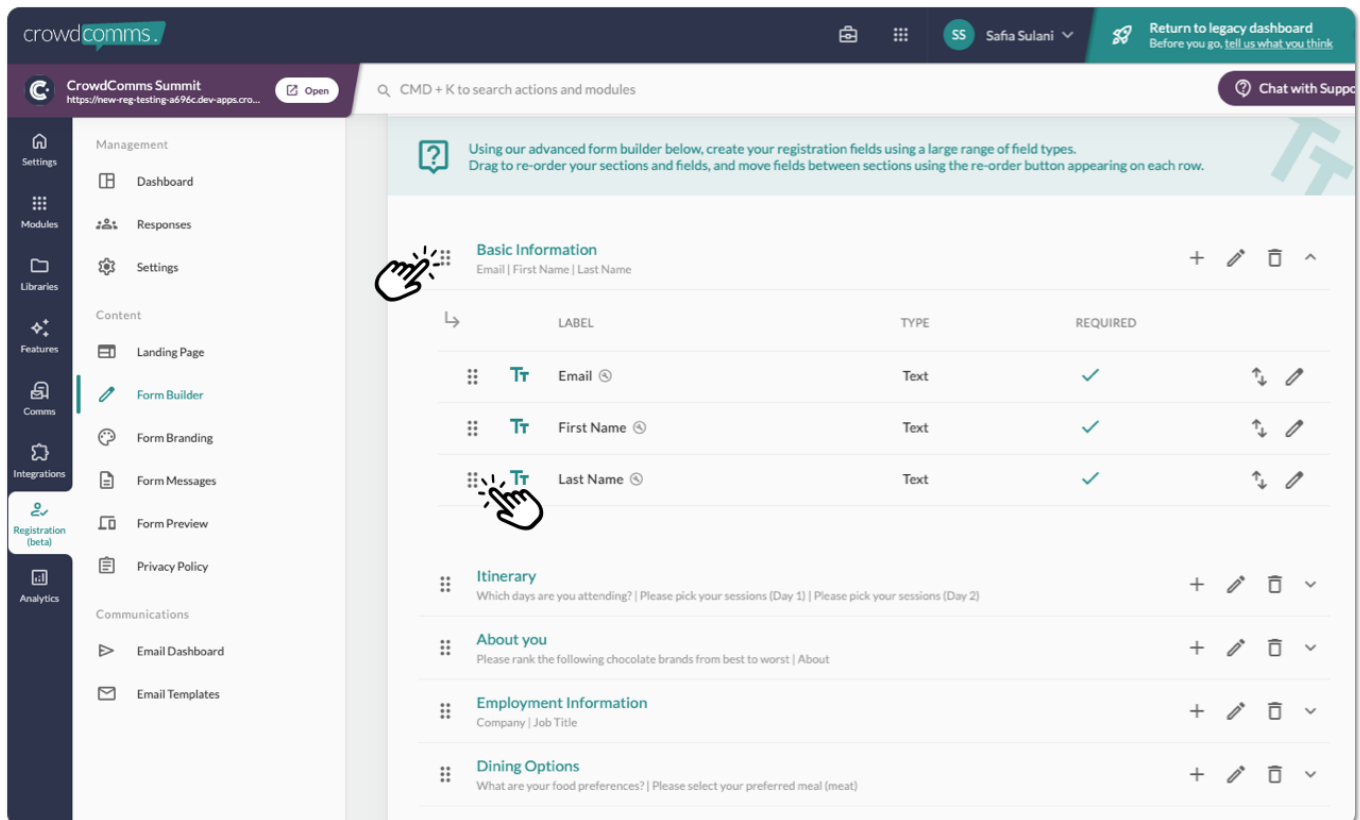 crowdcomms.
SS Safia Sulani
Return to legacy dashboard
Before you go, tell us what you think
CrowdComms Summit
https://new-reg-testing-a696c.dev-apps.cro...
Open
CMD + K to search actions and modules
Chat with Suppo
Settings
Modules
Libraries
Features
Comms
Integrations
Registration
(beta)
Analytics
Management
Dashboard
Responses
Settings
Content
Landing Page
Form Builder
Form Branding
Form Messages
Form Preview
Privacy Policy
Communications
Email Dashboard
Email Templates
Using our advanced form builder below, create your registration fields using a large range of field types.
Drag to re-order your sections and fields, and move fields between sections using the re-order button appearing on each row.
Basic Information
Email | First Name | Last Name
LABEL TYPE REQUIRED
Email Text
First Name Text
Last Name Text
Itinerary
Which days are you attending? | Please pick your sessions (Day 1) | Please pick your sessions (Day 2)
About you
Please rank the following chocolate brands from best to worst | About
Employment Information
Company | Job Title
Dining Options
What are your food preferences? | Please select your preferred meal (meat)